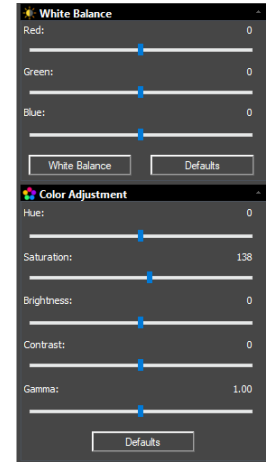 White Balance
Red: 0
Green: 0
Blue: 0
White Balance Defaults
Color Adjustment
Hue: 0
Saturation: 138
Brightness: 0
Contrast: 0
Gamma: 1.00
Defaults